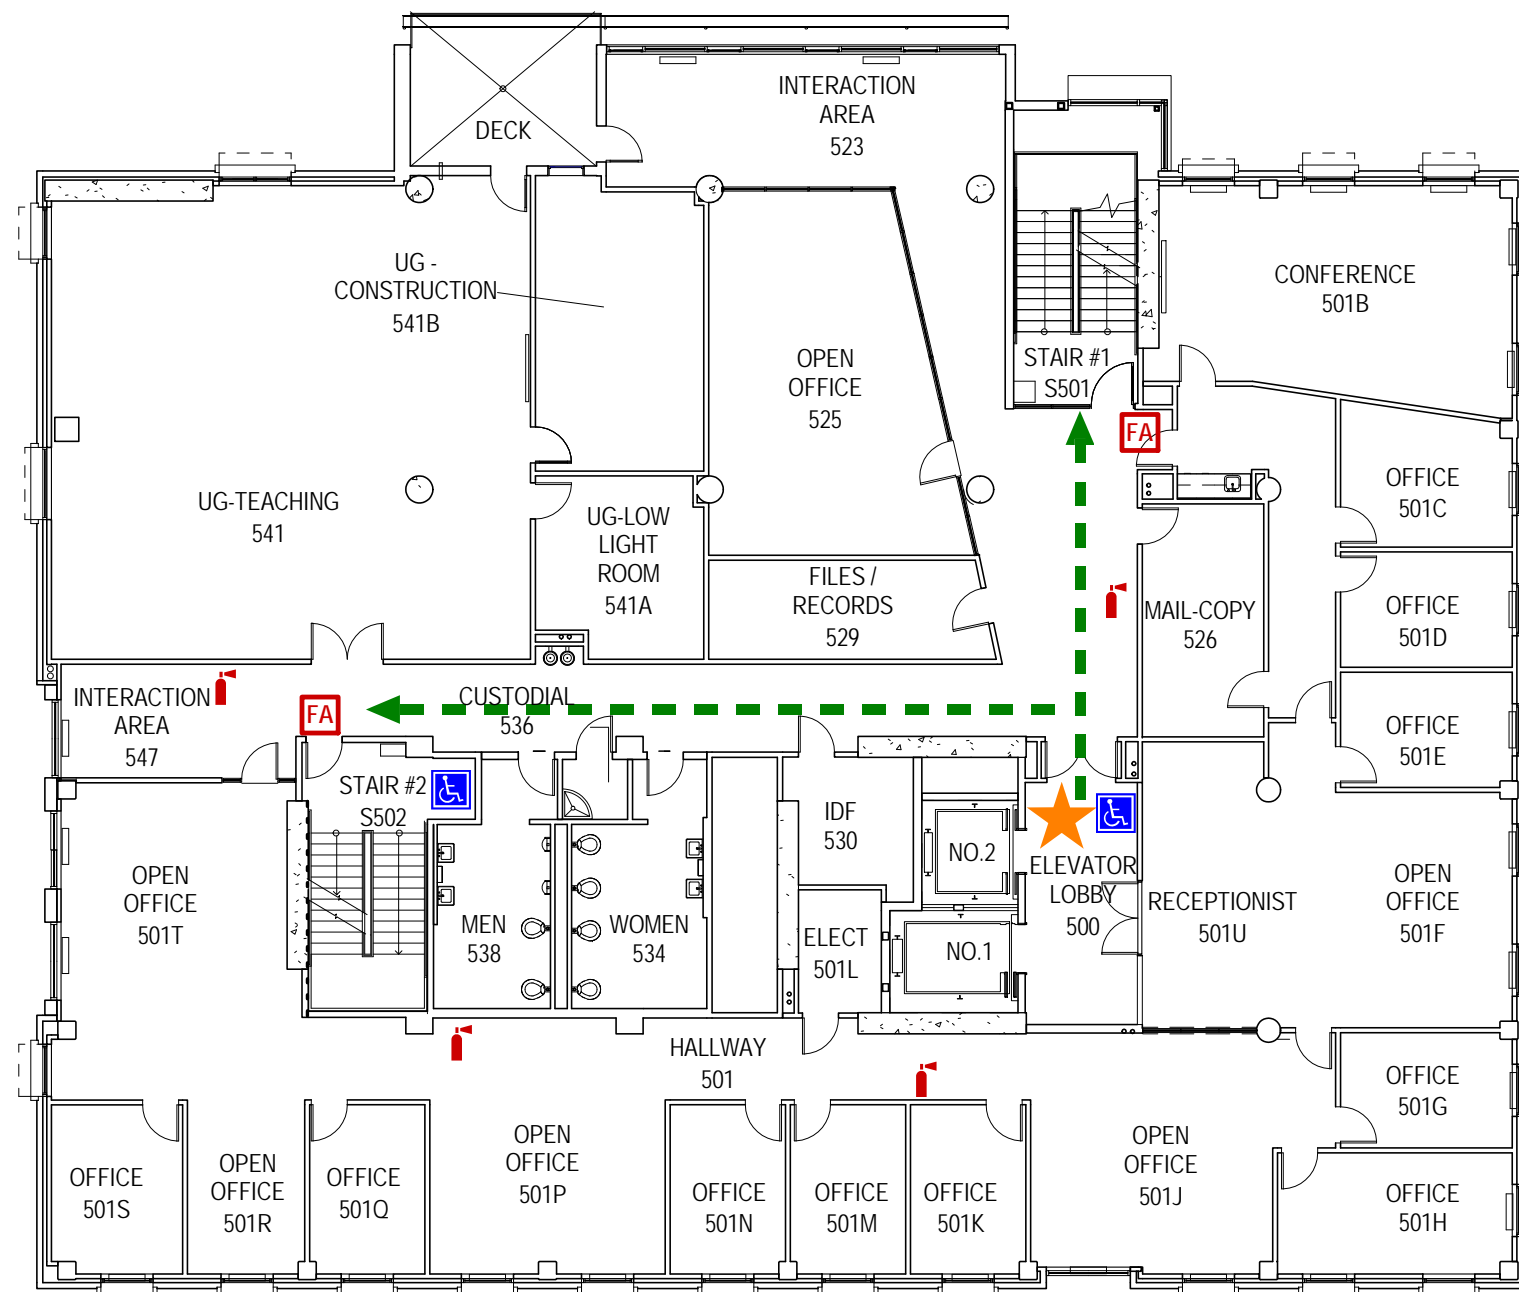 DECK
INTERACTION
AREA
523
UG -
CONSTRUCTION
541B
CONFERENCE
501B
STAIR #1
S501
OPEN
OFFICE
525
FA
OFFICE
501C
UG-TEACHING
541
UG-LOW
LIGHT
ROOM
541A
FILES /
RECORDS
529
MAIL-COPY
526
OFFICE
501D
INTERACTION
AREA
547
FA
CUSTODIAL
536
OFFICE
501E
STAIR #2
S502
IDF
530
NO.2
ELEVATOR
LOBBY
500
OPEN
OFFICE
501T
MEN
538
WOMEN
534
ELECT
501L
NO.1
RECEPTIONIST
501U
OPEN
OFFICE
501F
HALLWAY
501
OFFICE
501G
OFFICE
501S
OPEN
OFFICE
501R
OFFICE
501Q
OPEN
OFFICE
501P
OFFICE
501N
OFFICE
501M
OFFICE
501K
OPEN
OFFICE
501J
OFFICE
501H